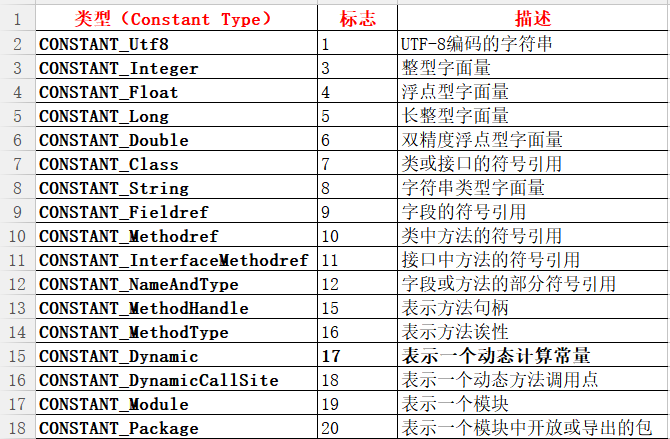 1 类型（Constant Type） 标志 描述
2 CONSTANT_Utf8 1 UTF-8编码的字符串
3 CONSTANT_Integer 3 整型字面量
4 CONSTANT_Float 4 浮点型字面量
5 CONSTANT_Long 5 长整型字面量
6 CONSTANT_Double 6 双精度浮点型字面量
7 CONSTANT_Class 7 类或接口的符号引用
8 CONSTANT_String 8 字符串类型字面量
9 CONSTANT_Fieldref 9 字段的符号引用
10 CONSTANT_Methodref 10 类中方法的符号引用
11 CONSTANT_InterfaceMethodref 11 接口中方法的符号引用
12 CONSTANT_NameAndType 12 字段或方法的部分符号引用
13 CONSTANT_MethodHandle 15 表示方法句柄
14 CONSTANT_MethodType 16 表示方法诶性
15 CONSTANT_Dynamic 17 表示一个动态计算常量
16 CONSTANT_DynamicCallSite 18 表示一个动态方法调用点
17 CONSTANT_Module 19 表示一个模块
18 CONSTANT_Package 20 表示一个模块中开放或导出的包